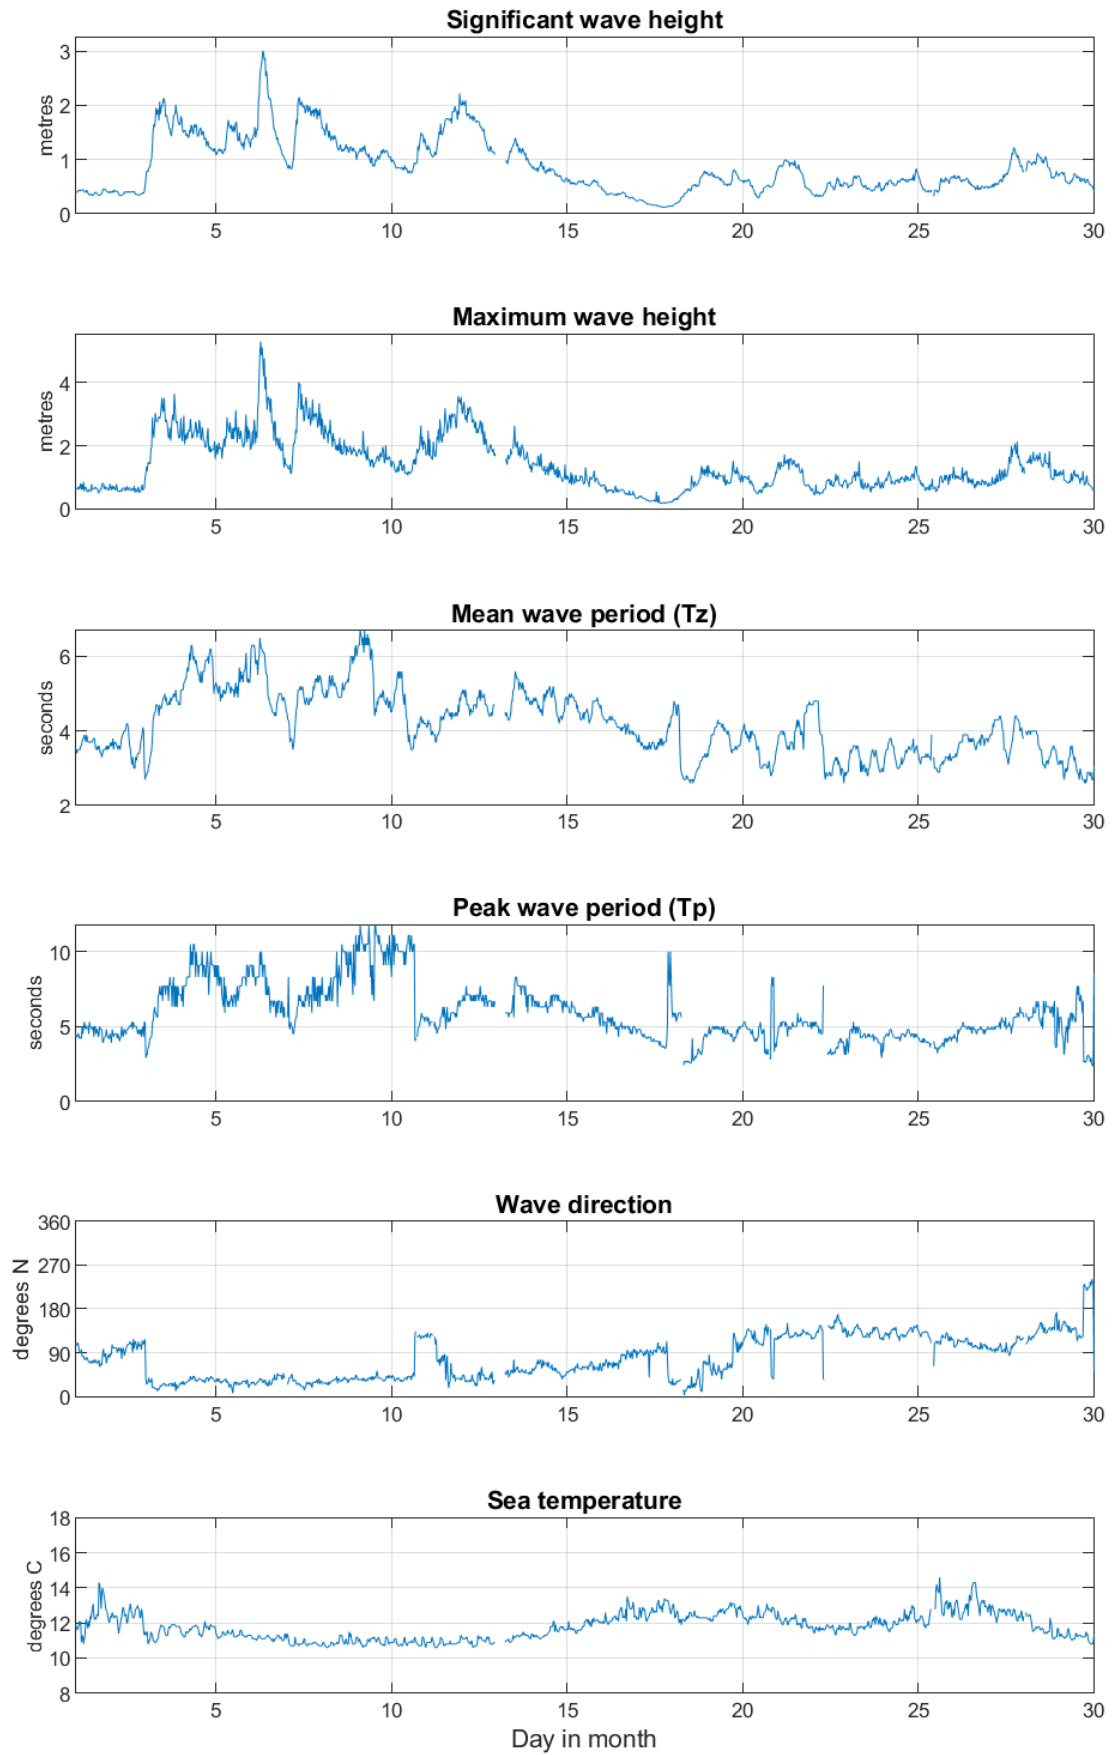 Significant wave height
3
2
1
0
metres
5 10 15 20 25 30
Maximum wave height
4
2
0
metres
5 10 15 20 25 30
Mean wave period (Tz)
6
4
2
seconds
5 10 15 20 25 30
Peak wave period (Tp)
10
5
0
seconds
5 10 15 20 25 30
Wave direction
360
270
180
90
0
degrees N
5 10 15 20 25 30
Sea temperature
18
16
14
12
10
8
degrees C
5 10 15 20 25 30
Day in month